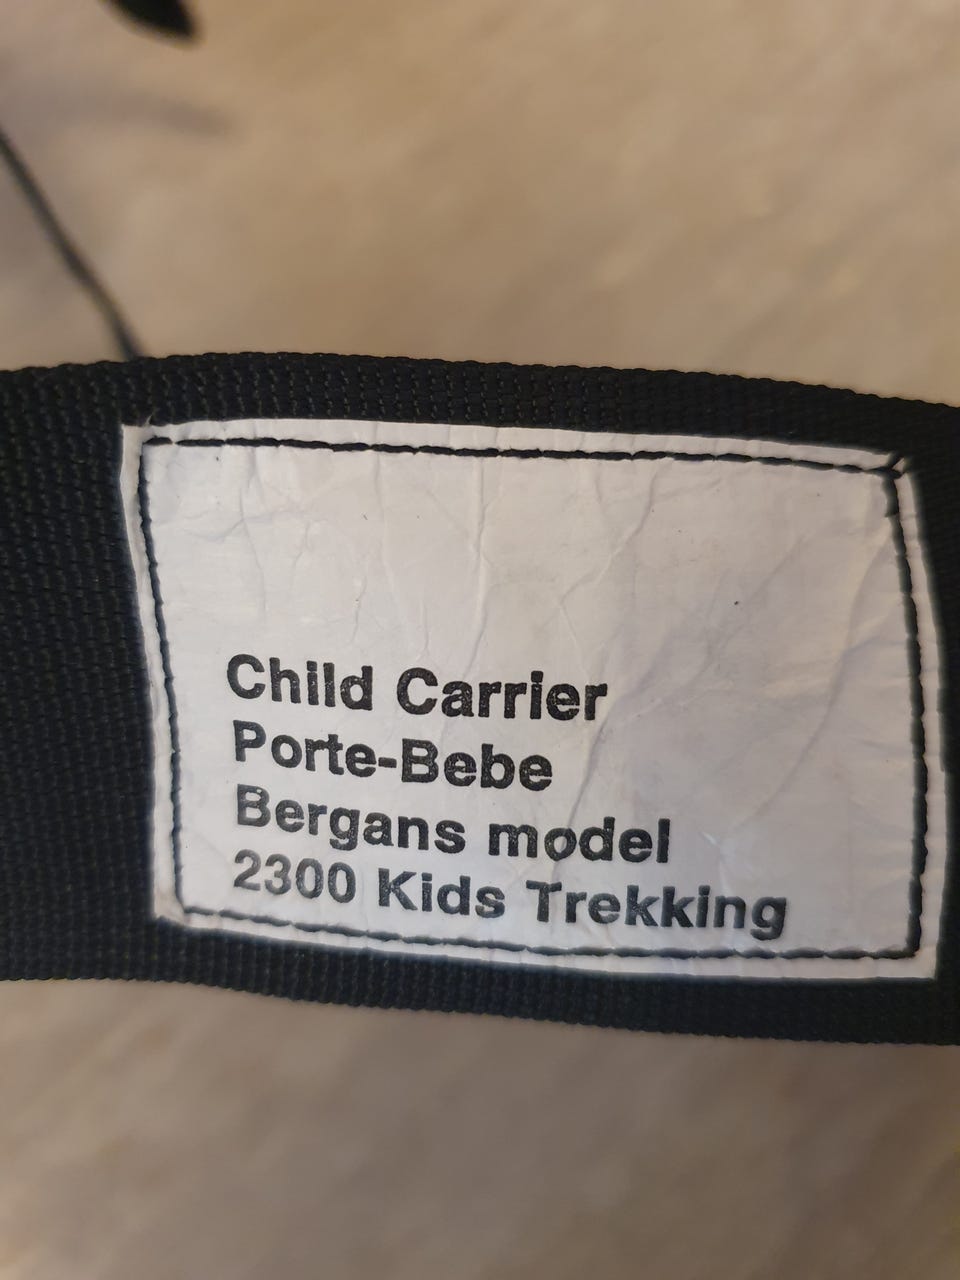 Child Carrier
Porte-Bebe
Bergans model
2300 Kids Trekking